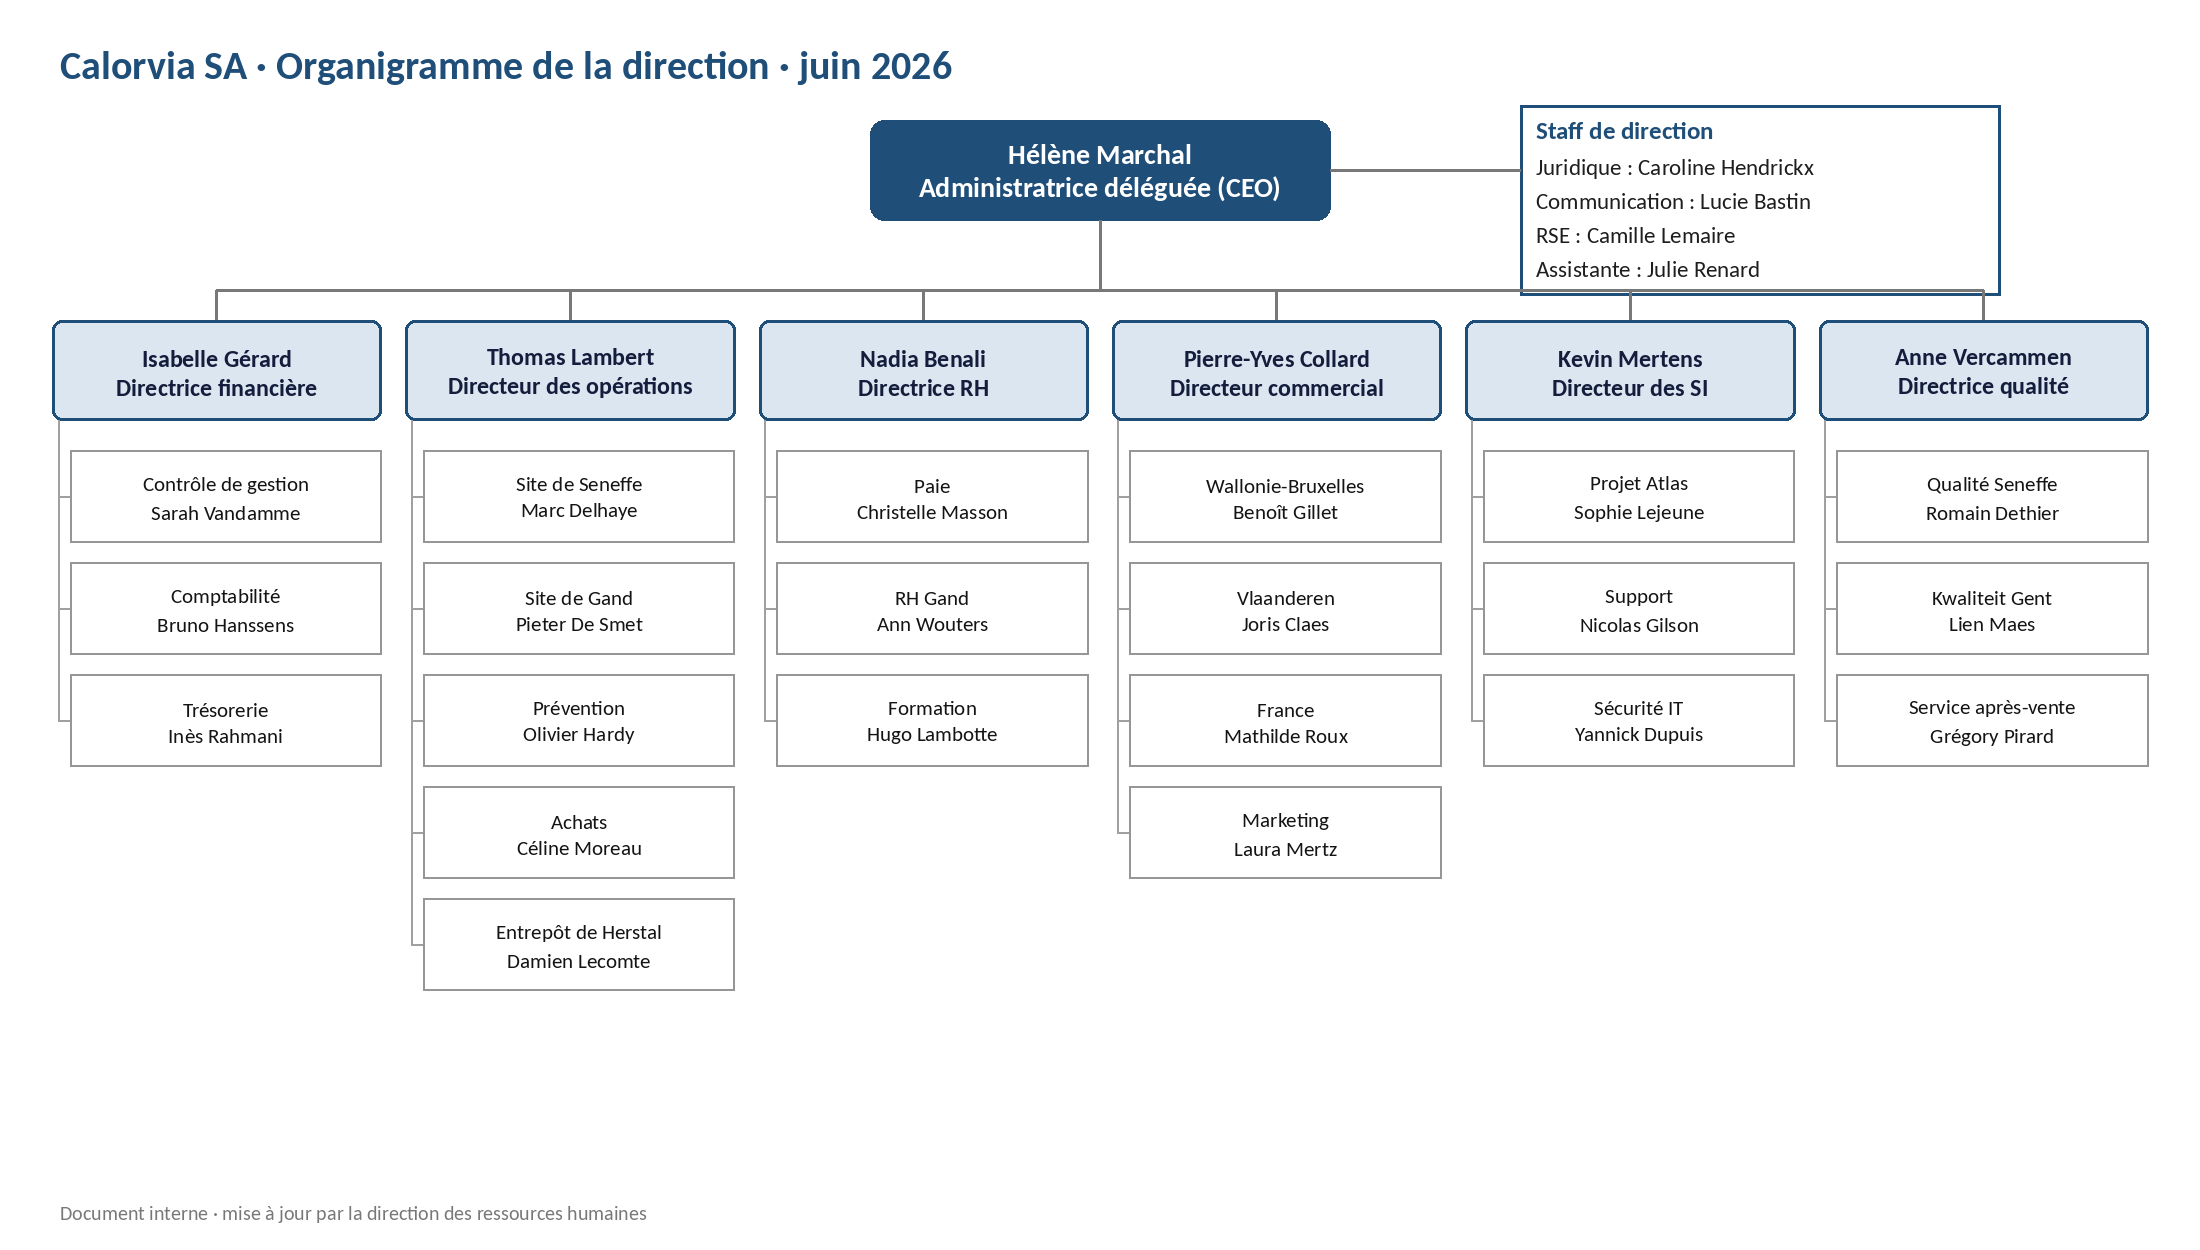 Calorvia SA · Organigramme de la direction · juin 2026
Hélène Marchal
Administratrice déléguée (CEO)
Staff de direction
Juridique : Caroline Hendrickx
Communication : Lucie Bastin
RSE : Camille Lemaire
Assistante : Julie Renard
Isabelle Gérard
Directrice financière
Contrôle de gestion
Sarah Vandamme
Comptabilité
Bruno Hanssens
Trésorerie
Inès Rahmani
Thomas Lambert
Directeur des opérations
Site de Seneffe
Marc Delhaye
Site de Gand
Pieter De Smet
Prévention
Olivier Hardy
Achats
Céline Moreau
Entrepôt de Herstal
Damien Lecomte
Nadia Benali
Directrice RH
Paie
Christelle Masson
RH Gand
Ann Wouters
Formation
Hugo Lambotte
Pierre-Yves Collard
Directeur commercial
Wallonie-Bruxelles
Benoît Gillet
Vlaanderen
Joris Claes
France
Mathilde Roux
Marketing
Laura Mertz
Kevin Mertens
Directeur des SI
Projet Atlas
Sophie Lejeune
Support
Nicolas Gilson
Sécurité IT
Yannick Dupuis
Anne Vercammen
Directrice qualité
Qualité Seneffe
Romain Dethier
Kwaliteit Gent
Lien Maes
Service après-vente
Grégory Pirard
Document interne · mise à jour par la direction des ressources humaines